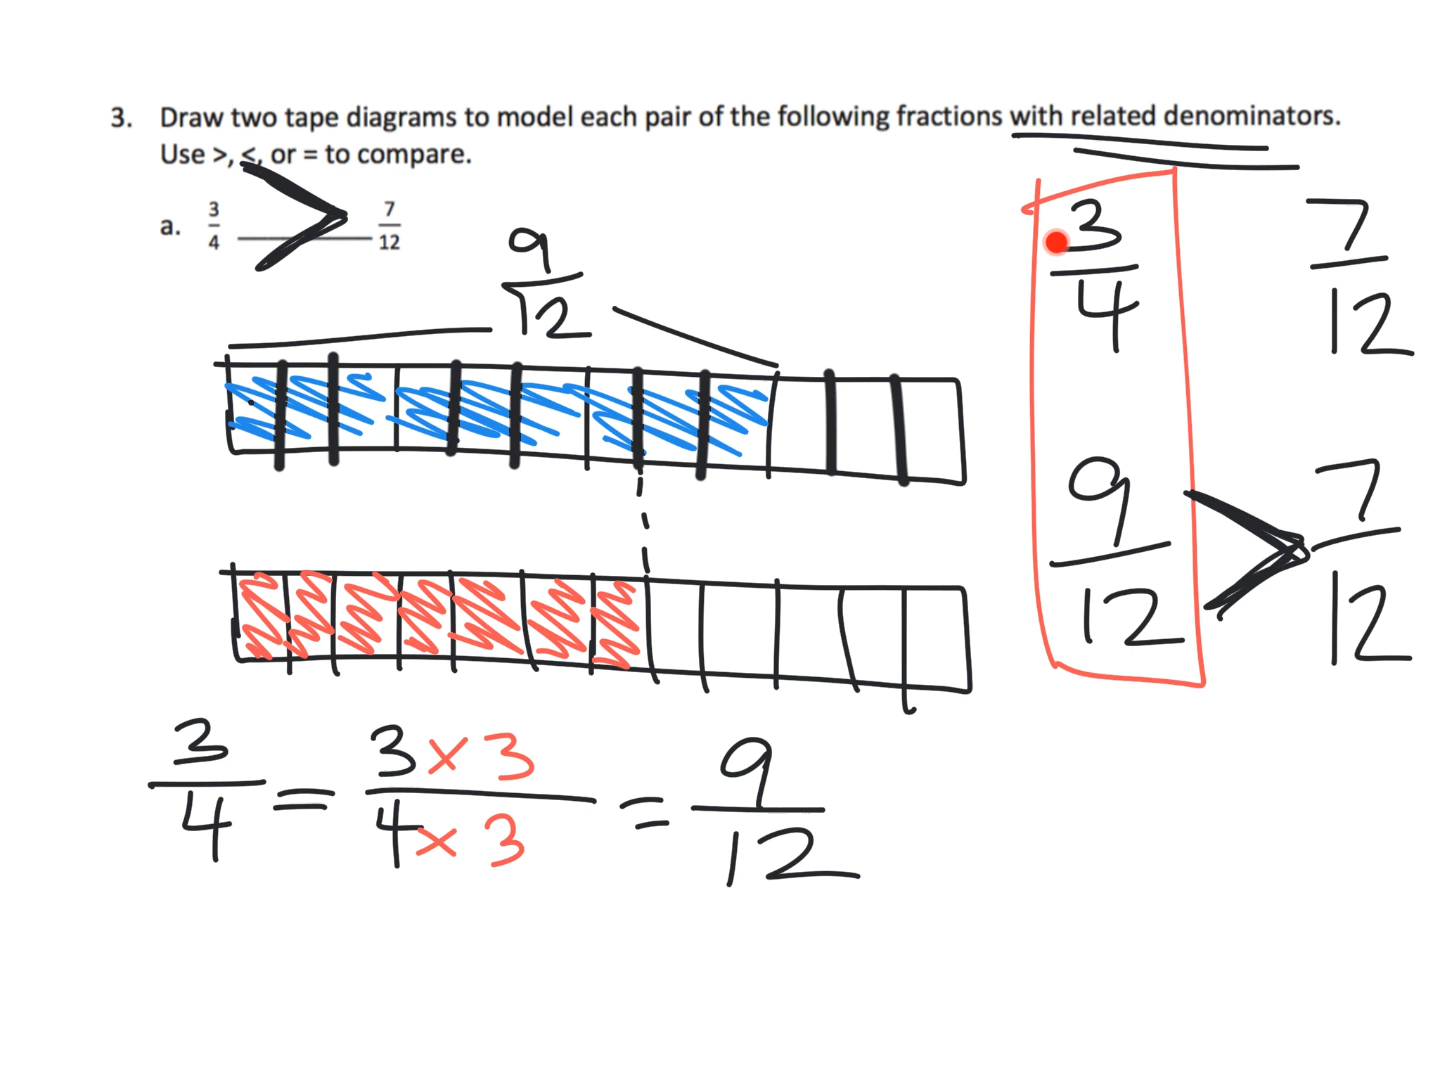 3. Draw two tape diagrams to model each pair of the following fractions with related denominators.
Use >, <, or = to compare.
a. 3/4 ____>____ 7/12
9/12
3/4 7/12
9/12 > 7/12
3/4 = 3 x 3/4 x 3 = 9/12